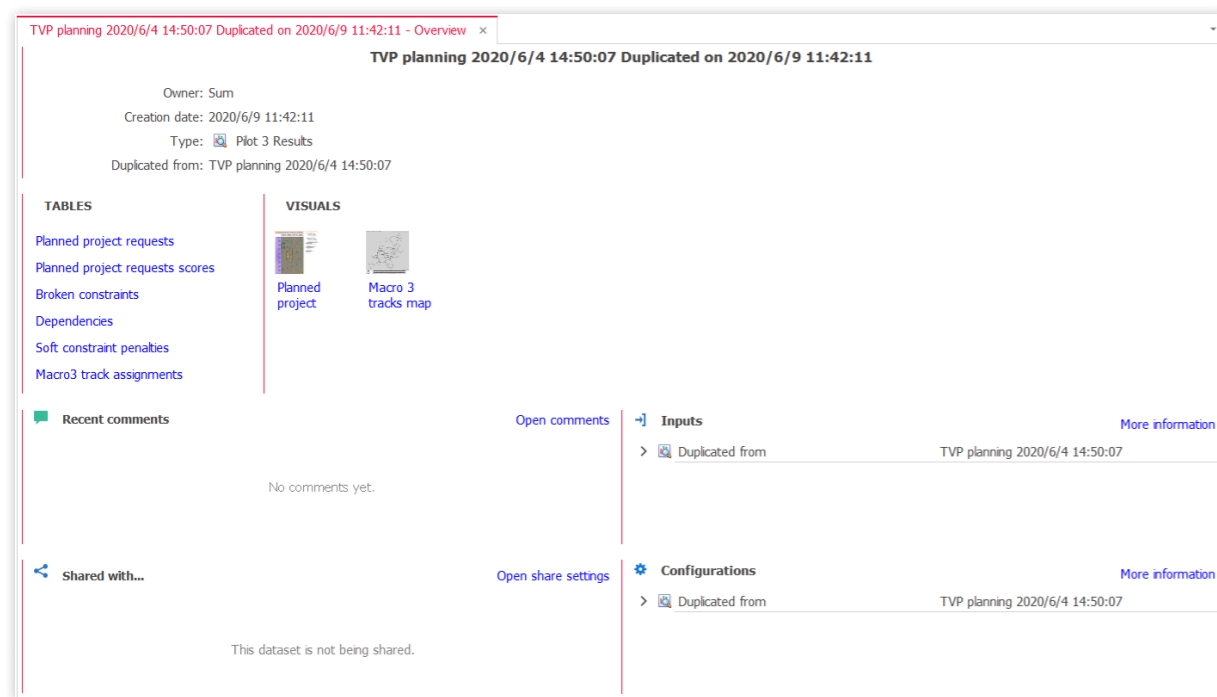 TVP planning 2020/6/4 14:50:07 Duplicated on 2020/6/9 11:42:11 - Overview
TVP planning 2020/6/4 14:50:07 Duplicated on 2020/6/9 11:42:11
Owner: Sum
Creation date: 2020/6/9 11:42:11
Type: Pilot 3 Results
Duplicated from: TVP planning 2020/6/4 14:50:07
TABLES
Planned project requests
Planned project requests scores
Broken constraints
Dependencies
Soft constraint penalties
Macro3 track assignments
VISUALS
Planned
project
Macro 3
tracks map
Recent comments
Open comments
No comments yet.
Inputs
More information
Duplicated from
TVP planning 2020/6/4 14:50:07
Shared with...
Open share settings
This dataset is not being shared.
Configurations
More information
Duplicated from
TVP planning 2020/6/4 14:50:07